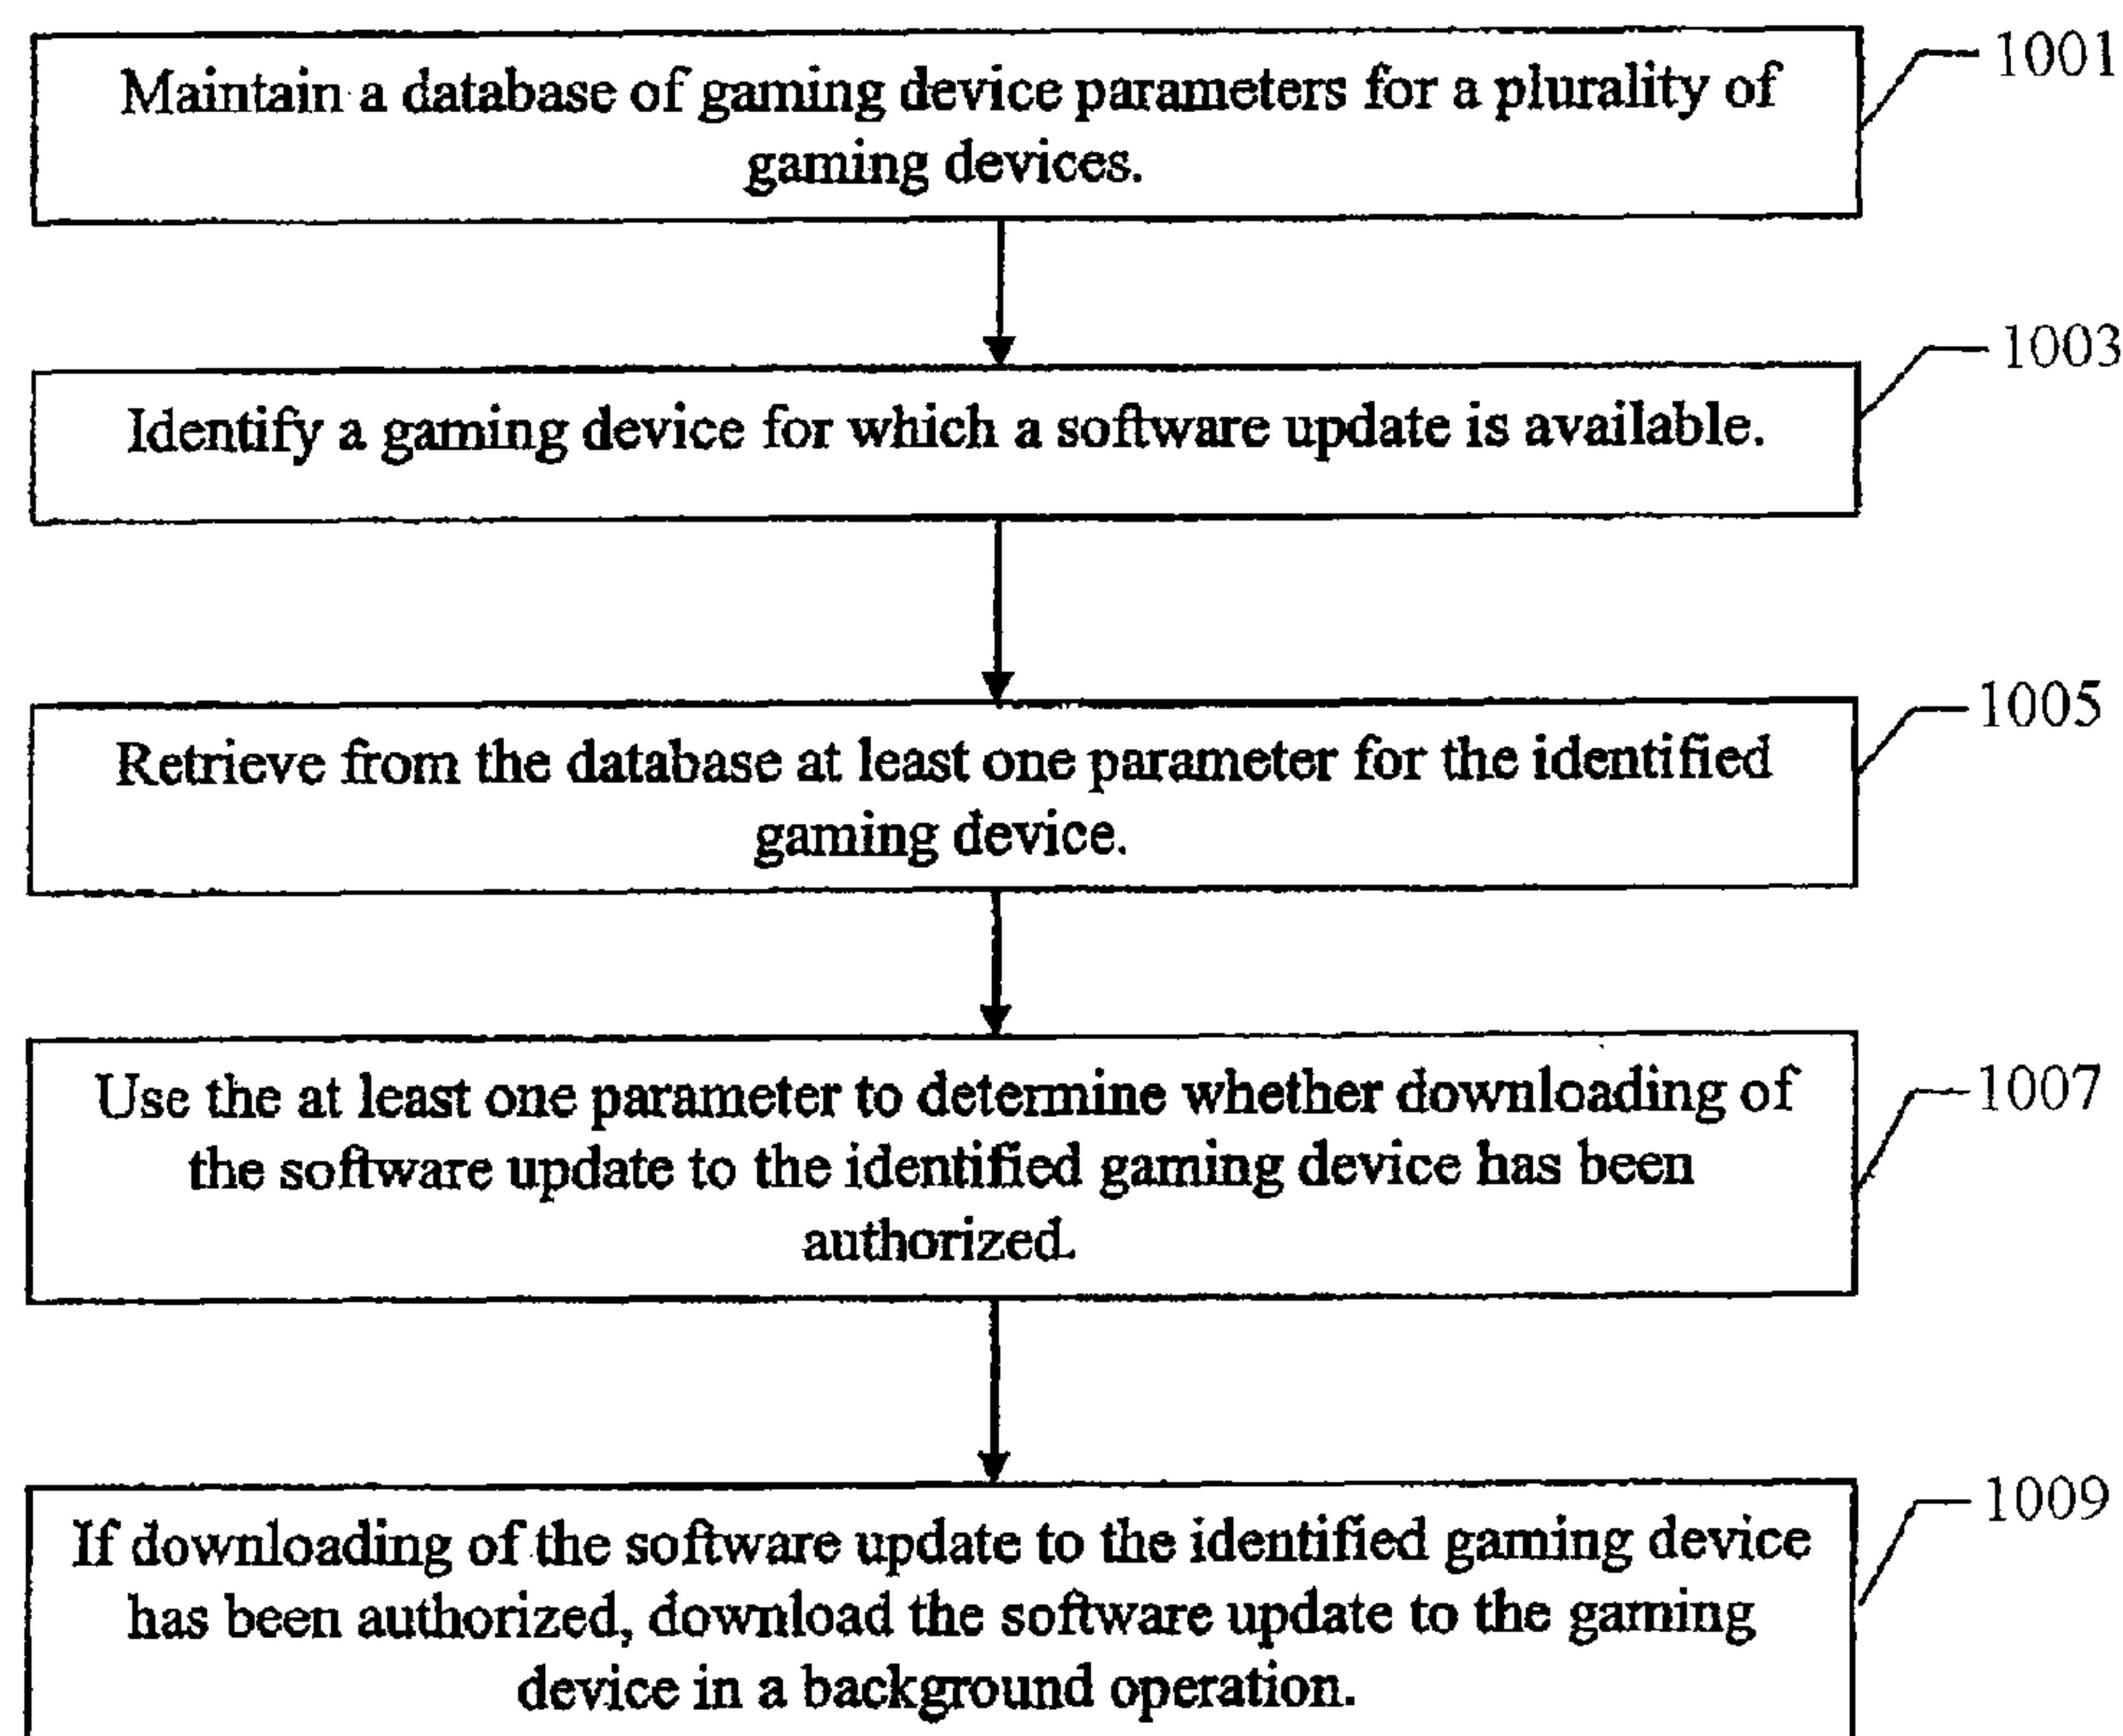 Maintain a database of gaming device parameters for a plurality of
gaming devices.
1001
Identify a gaming device for which a software update is available.
1003
Retrieve from the database at least one parameter for the identified
gaming device.
1005
Use the at least one parameter to determine whether downloading of
the software update to the identified gaming device has been
authorized.
1007
If downloading of the software update to the identified gaming device
has been authorized, download the software update to the gaming
device in a background operation.
1009